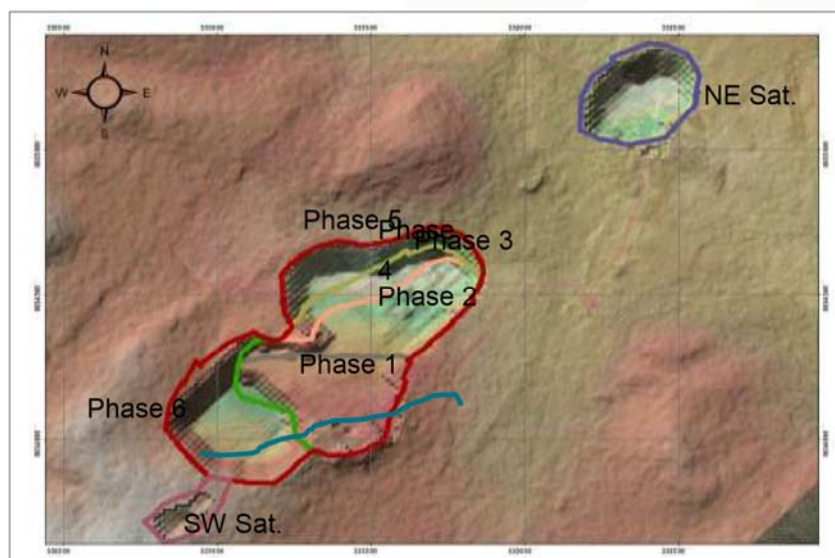 N
W E
S
NE Sat.
Phase 5
Phase
4
Phase 3
Phase 2
Phase 1
Phase 6
SW Sat.